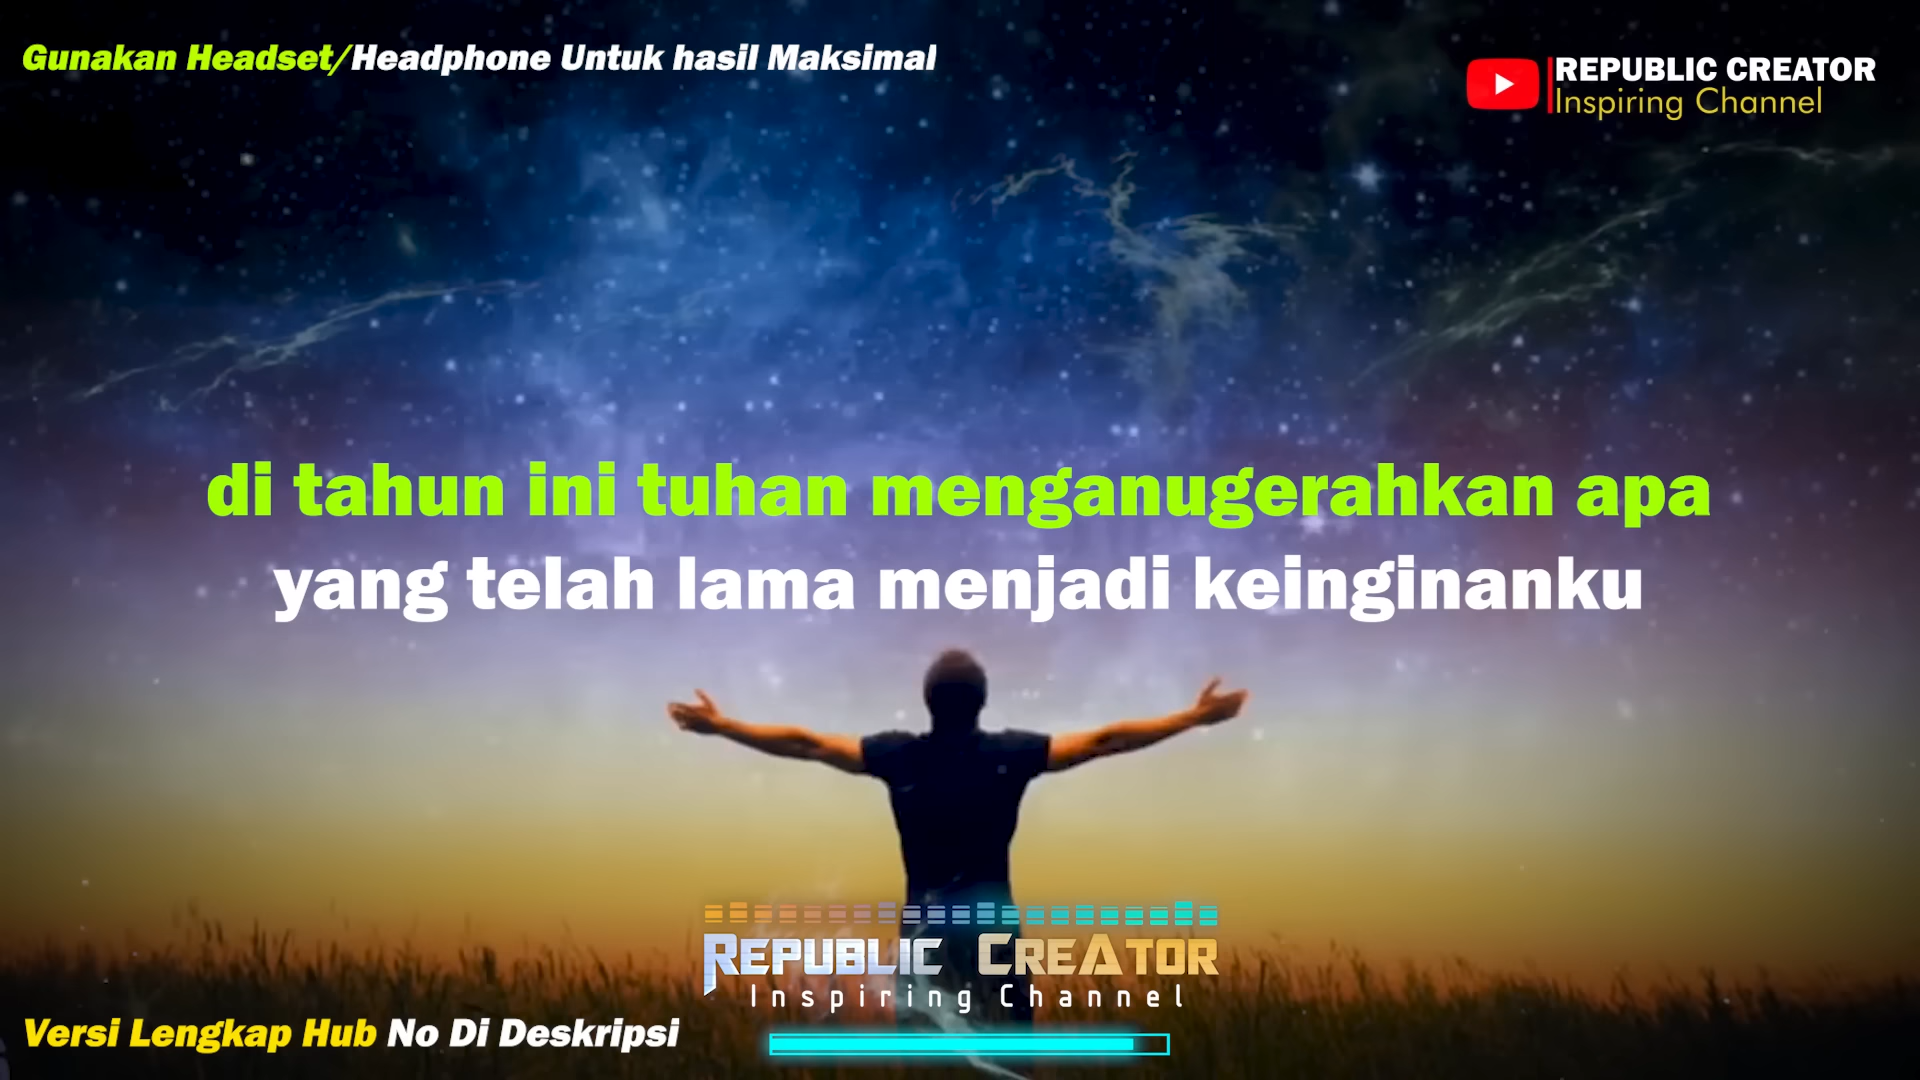 Gunakan Headset/Headphone Untuk hasil Maksimal
REPUBLIC CREATOR
Inspiring Channel
di tahun ini tuhan menganugerahkan apa
yang telah lama menjadi keinginanku
REPUBLIC CREATOR
Inspiring Channel
Versi Lengkap Hub No Di Deskripsi